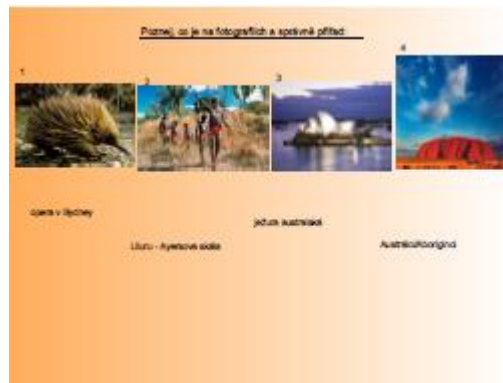 Poznej, co je na fotografiích a správně přiřaď:
1
2
3
4
opera v Sydney
ježura australská
Uluru - Ayersova skála
Austrálci/Aboriginci